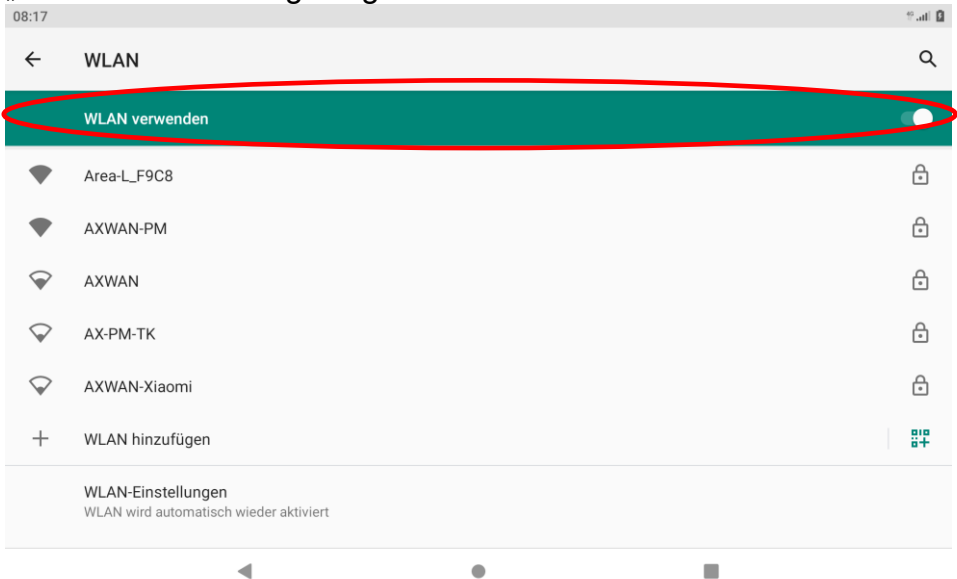 08:17
WLAN
WLAN verwenden
Area-L_F9C8
AXWAN-PM
AXWAN
AX-PM-TK
AXWAN-Xiaomi
WLAN hinzufügen
WLAN-Einstellungen
WLAN wird automatisch wieder aktiviert